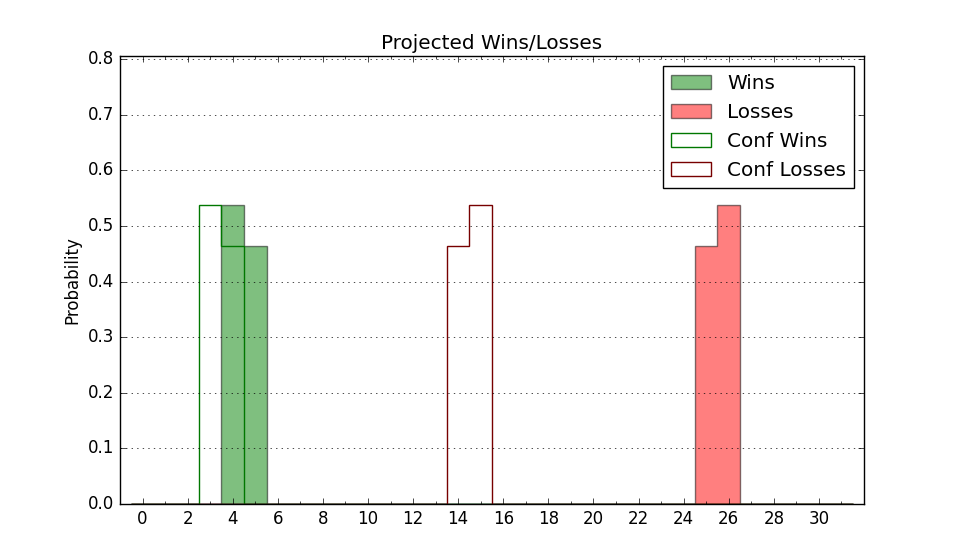 Projected Wins/Losses
0.8
0.7
0.6
0.5
0.4
0.3
0.2
0.1
0.0
Probability
Wins
Losses
Conf Wins
Conf Losses
0 2 4 6 8 10 12 14 16 18 20 22 24 26 28 30